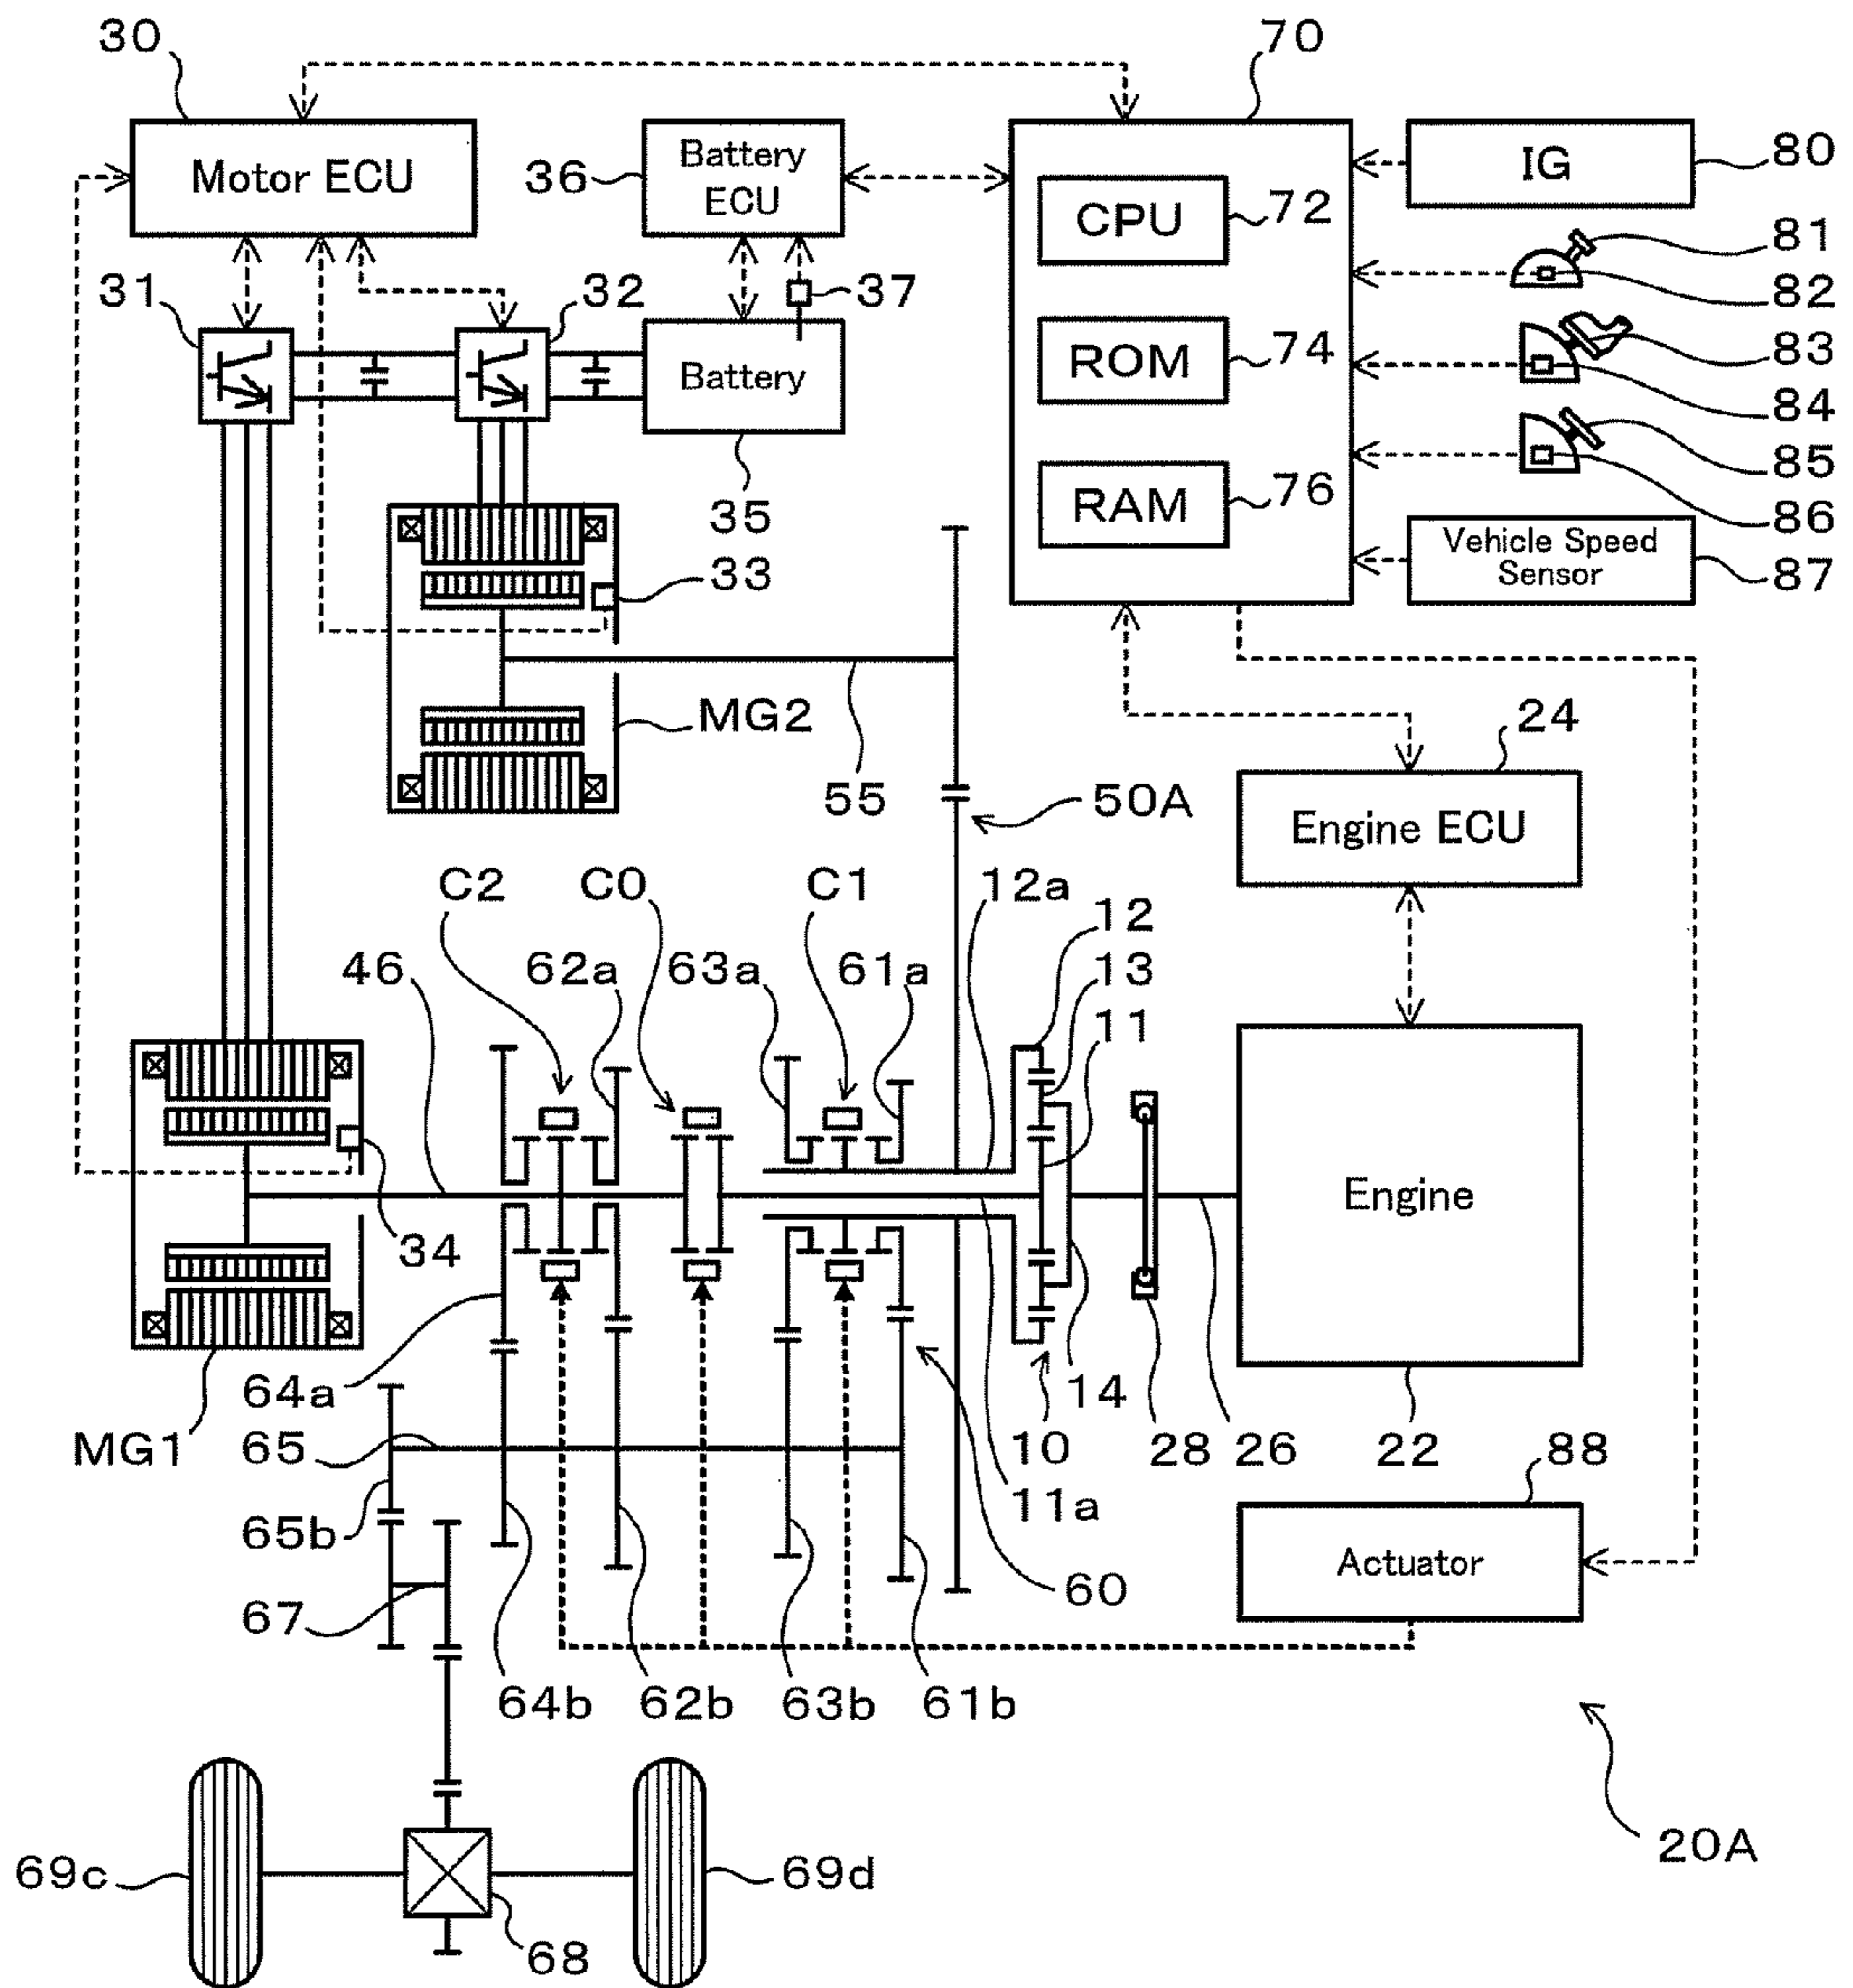 30
70
Motor ECU
36
Battery
ECU
IG
80
CPU
72
81
82
31
32
37
83
ROM
74
84
Battery
85
35
RAM
76
86
Vehicle Speed
Sensor
87
33
MG2
24
55
50A
Engine ECU
C2
C0
C1
12a
12
46
62a
63a
61a
13
11
34
Engine
64a
14
MG1
65
10
28
26
22
88
65b
11a
Actuator
67
60
64b
62b
63b
61b
20A
69c
69d
68